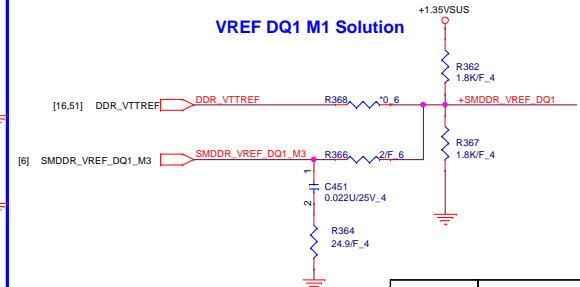 +1.35VSUS
VREF DQ1 M1 Solution
R362
1.8K/F_4
[16,51] DDR_VTTREF DDR_VTTREF R368 *0_6 +SMDDR_VREF_DQ1
R367
1.8K/F_4
[6] SMDDR_VREF_DQ1_M3 SMDDR_VREF_DQ1_M3 R366 2/F_6
1
C451
0.022U/25V_4
2
R364
24.9/F_4